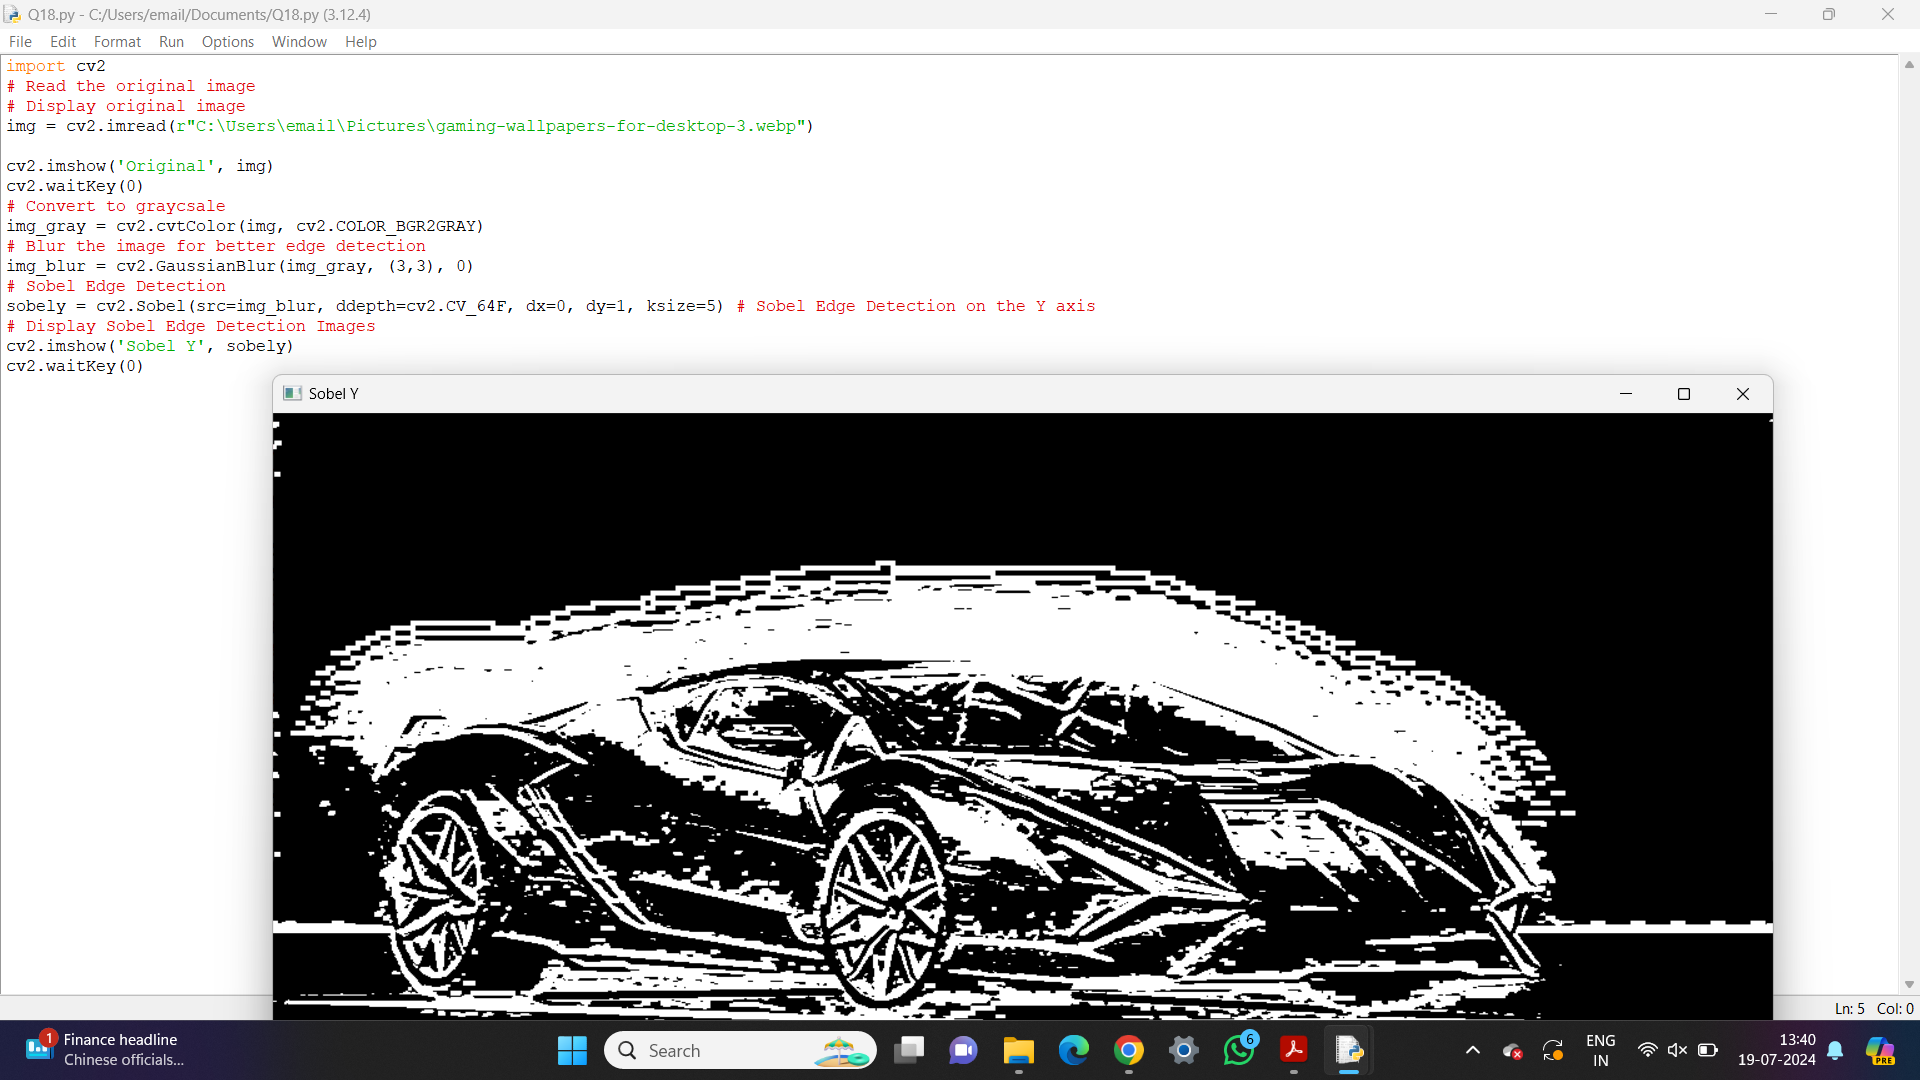 Q18.py - C:/Users/email/Documents/Q18.py (3.12.4)
File Edit Format Run Options Window Help
import cv2
# Read the original image
# Display original image
img = cv2.imread(r"C:\Users\email\Pictures\gaming-wallpapers-for-desktop-3.webp")
cv2.imshow('Original', img)
cv2.waitKey(0)
# Convert to graycsale
img_gray = cv2.cvtColor(img, cv2.COLOR_BGR2GRAY)
# Blur the image for better edge detection
img_blur = cv2.GaussianBlur(img_gray, (3,3), 0)
# Sobel Edge Detection
sobely = cv2.Sobel(src=img_blur, ddepth=cv2.CV_64F, dx=0, dy=1, ksize=5) # Sobel Edge Detection on the Y axis
# Display Sobel Edge Detection Images
cv2.imshow('Sobel Y', sobely)
cv2.waitKey(0)
Sobel Y
Ln: 5 Col: 0
1 Finance headline
Chinese officials...
Search
6
ENG
IN
13:40
19-07-2024
PRE